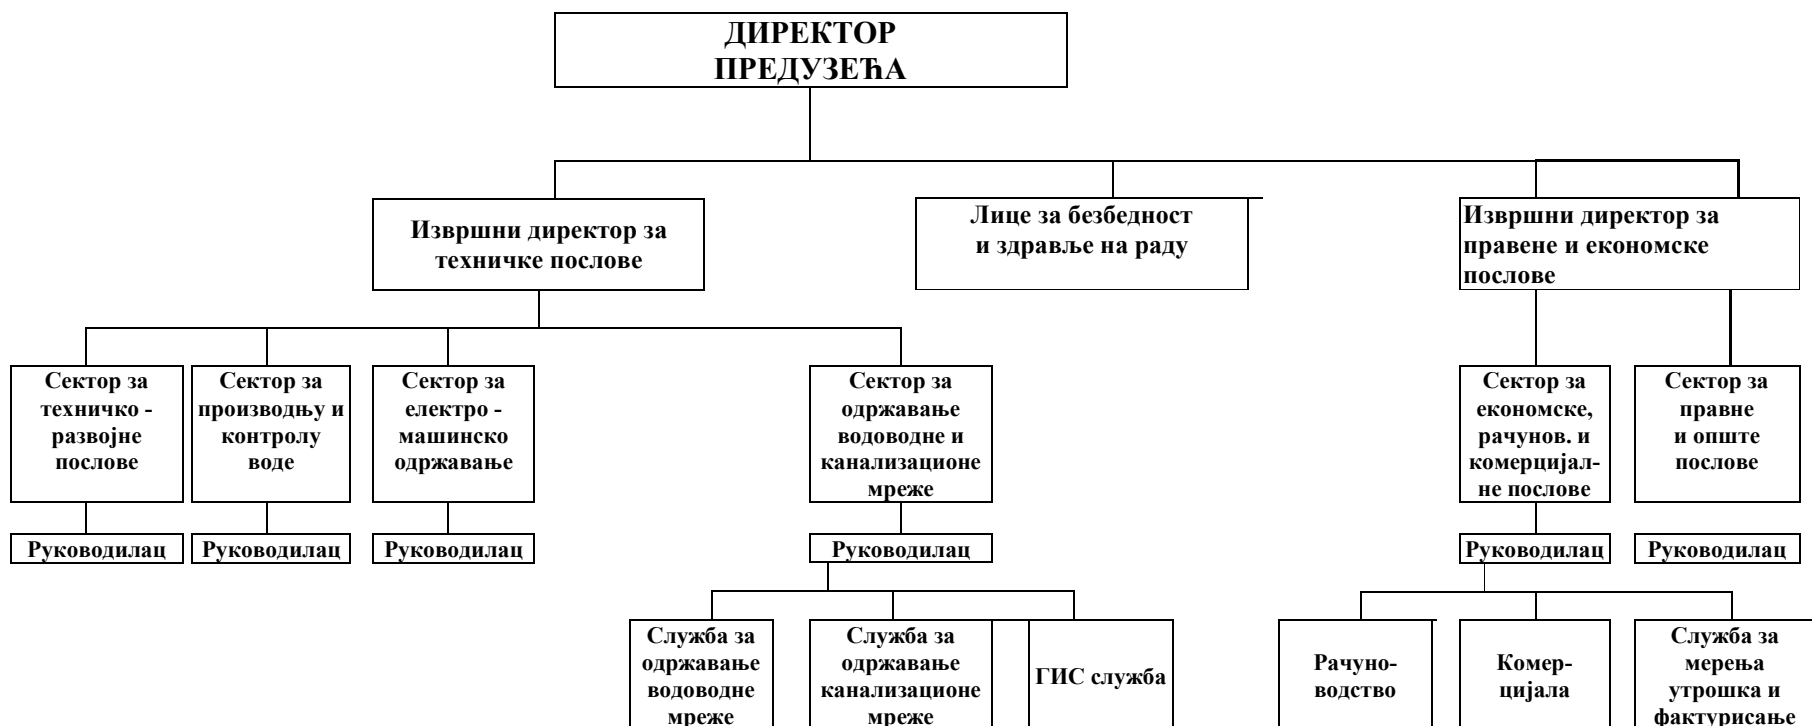 ДИРЕКТОР
ПРЕДУЗЕЋА
Извршни директор за
техничке послове
Лице за безбедност
и здравље на раду
Извршни директор за
правене и економске
послове
Сектор за
техничко -
развојне
послове
Сектор за
производњу и
контролу
воде
Сектор за
електро -
машинско
одржавање
Сектор за
одржавање
водоводне и
канализационе
мреже
Сектор за
економске,
рачунов. и
комерцијал-
не послове
Сектор за
правне
и опште
послове
Руководилац
Руководилац
Руководилац
Руководилац
Руководилац
Руководилац
Служба за
одржавање
водоводне
мреже
Служба за
одржавање
канализационе
мреже
ГИС служба
Рачуно-
водство
Комер-
цијала
Служба за
мерења
утрошка и
фактурисање